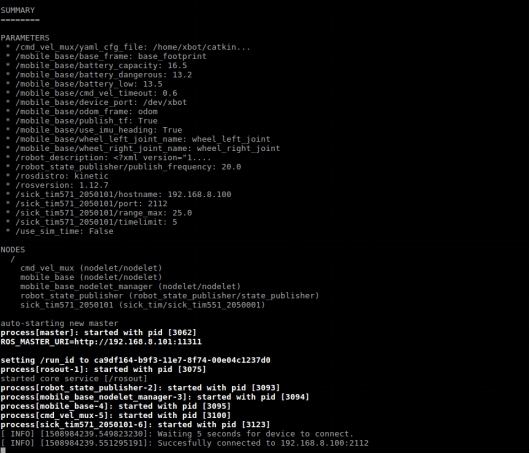 SUMMARY
========
PARAMETERS
 * /cmd_vel_mux/yaml_cfg_file: /home/xbot/catkin...
 * /mobile_base/base_frame: base_footprint
 * /mobile_base/battery_capacity: 16.5
 * /mobile_base/battery_dangerous: 13.2
 * /mobile_base/battery_low: 13.5
 * /mobile_base/cmd_vel_timeout: 0.6
 * /mobile_base/device_port: /dev/xbot
 * /mobile_base/odom_frame: odom
 * /mobile_base/publish_tf: True
 * /mobile_base/use_imu_heading: True
 * /mobile_base/wheel_left_joint_name: wheel_left_joint
 * /mobile_base/wheel_right_joint_name: wheel_right_joint
 * /robot_description: <?xml version="1....
 * /robot_state_publisher/publish_frequency: 20.0
 * /rosdistro: kinetic
 * /rosversion: 1.12.7
 * /sick_tim571_2050101/hostname: 192.168.8.100
 * /sick_tim571_2050101/port: 2112
 * /sick_tim571_2050101/range_max: 25.0
 * /sick_tim571_2050101/timelimit: 5
 * /use_sim_time: False
NODES
  /
    cmd_vel_mux (nodelet/nodelet)
    mobile_base (nodelet/nodelet)
    mobile_base_nodelet_manager (nodelet/nodelet)
    robot_state_publisher (robot_state_publisher/state_publisher)
    sick_tim571_2050101 (sick_tim/sick_tim551_2050001)
auto-starting new master
process[master]: started with pid [3062]
ROS_MASTER_URI=http://192.168.8.101:11311
setting /run_id to ca9df164-b9f3-11e7-8f74-00e04c1237d0
process[rosout-1]: started with pid [3075]
started core service [/rosout]
process[robot_state_publisher-2]: started with pid [3093]
process[mobile_base_nodelet_manager-3]: started with pid [3094]
process[mobile_base-4]: started with pid [3095]
process[cmd_vel_mux-5]: started with pid [3100]
process[sick_tim571_2050101-6]: started with pid [3123]
[ INFO] [1508984239.549823230]: Waiting 5 seconds for device to connect.
[ INFO] [1508984239.551295191]: Succesfully connected to 192.168.8.100:2112